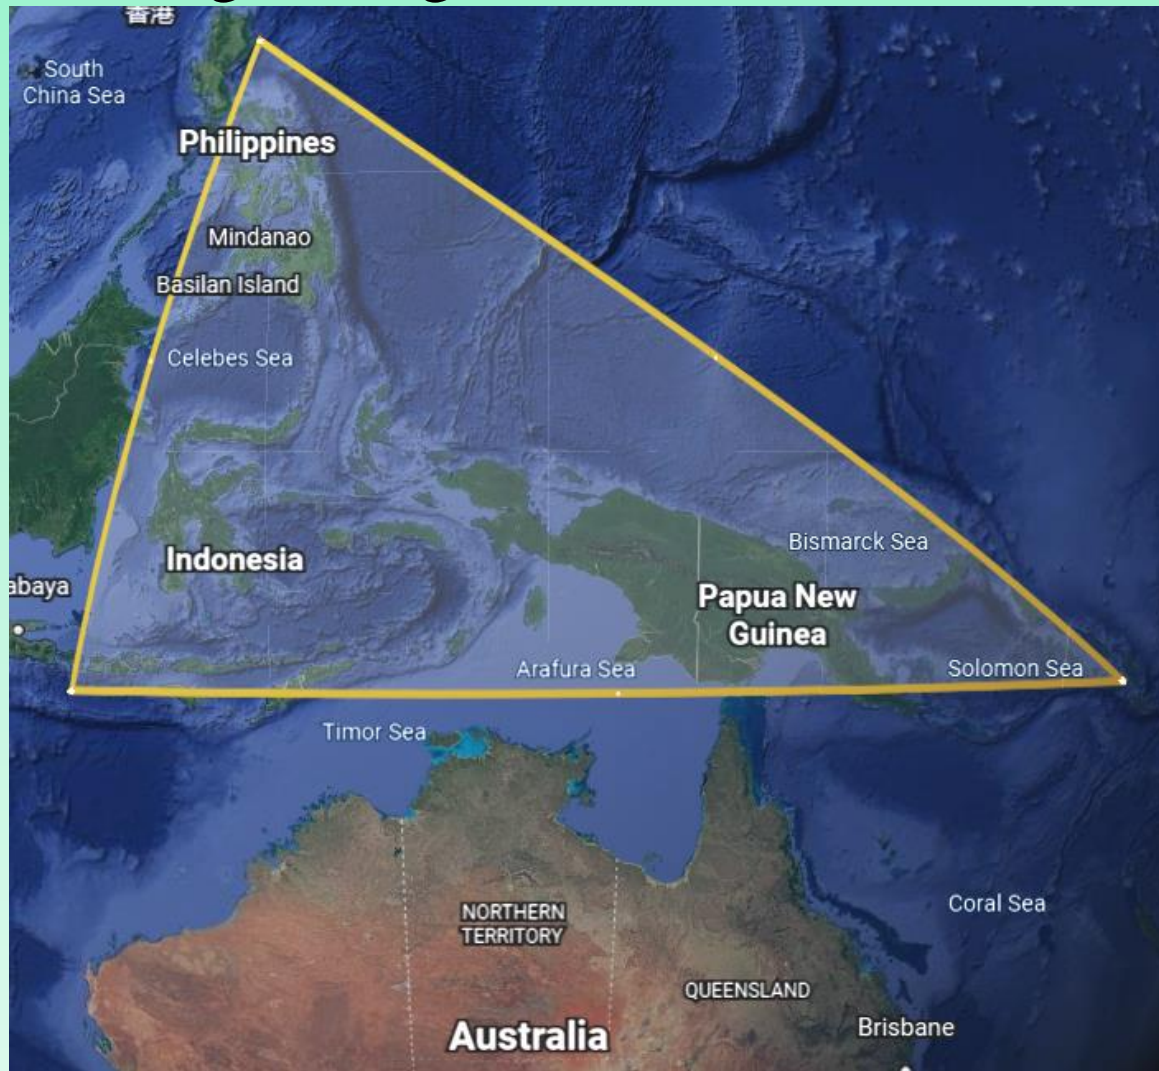 香港
South
China Sea
Philippines
Mindanao
Basilan Island
Celebes Sea
Indonesia
Bismarck Sea
abaya
Papua New
Guinea
Arafura Sea
Solomon Sea
Timor Sea
Coral Sea
NORTHERN
TERRITORY
QUEENSLAND
Australia
Brisbane